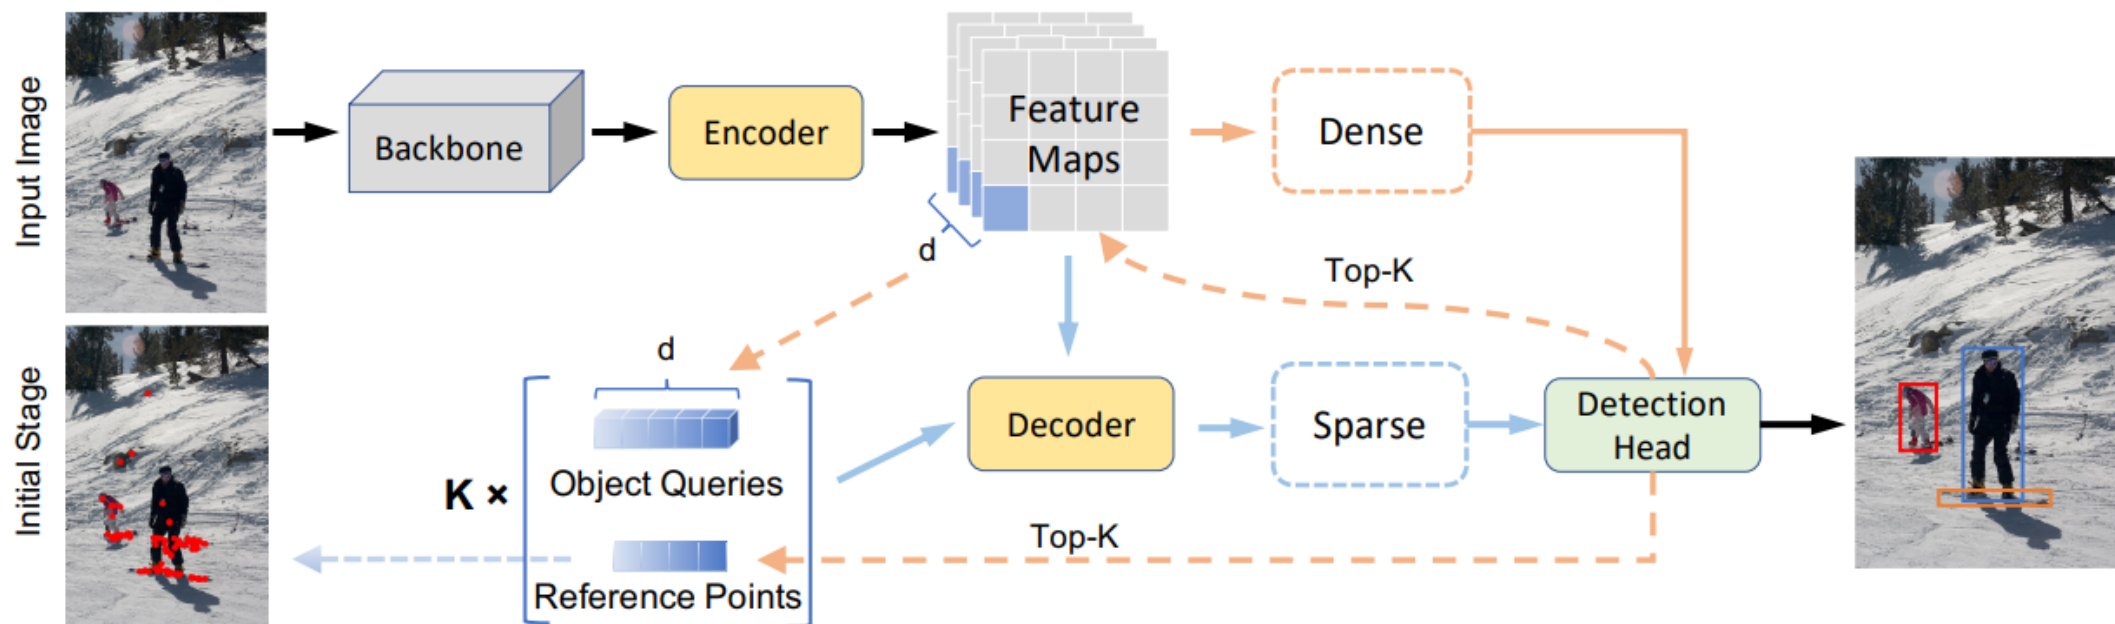 Input Image
Backbone
Encoder
Feature
Maps
Dense
d
Top-K
Initial Stage
d
K ×
Object Queries
Reference Points
Decoder
Sparse
Detection
Head
Top-K